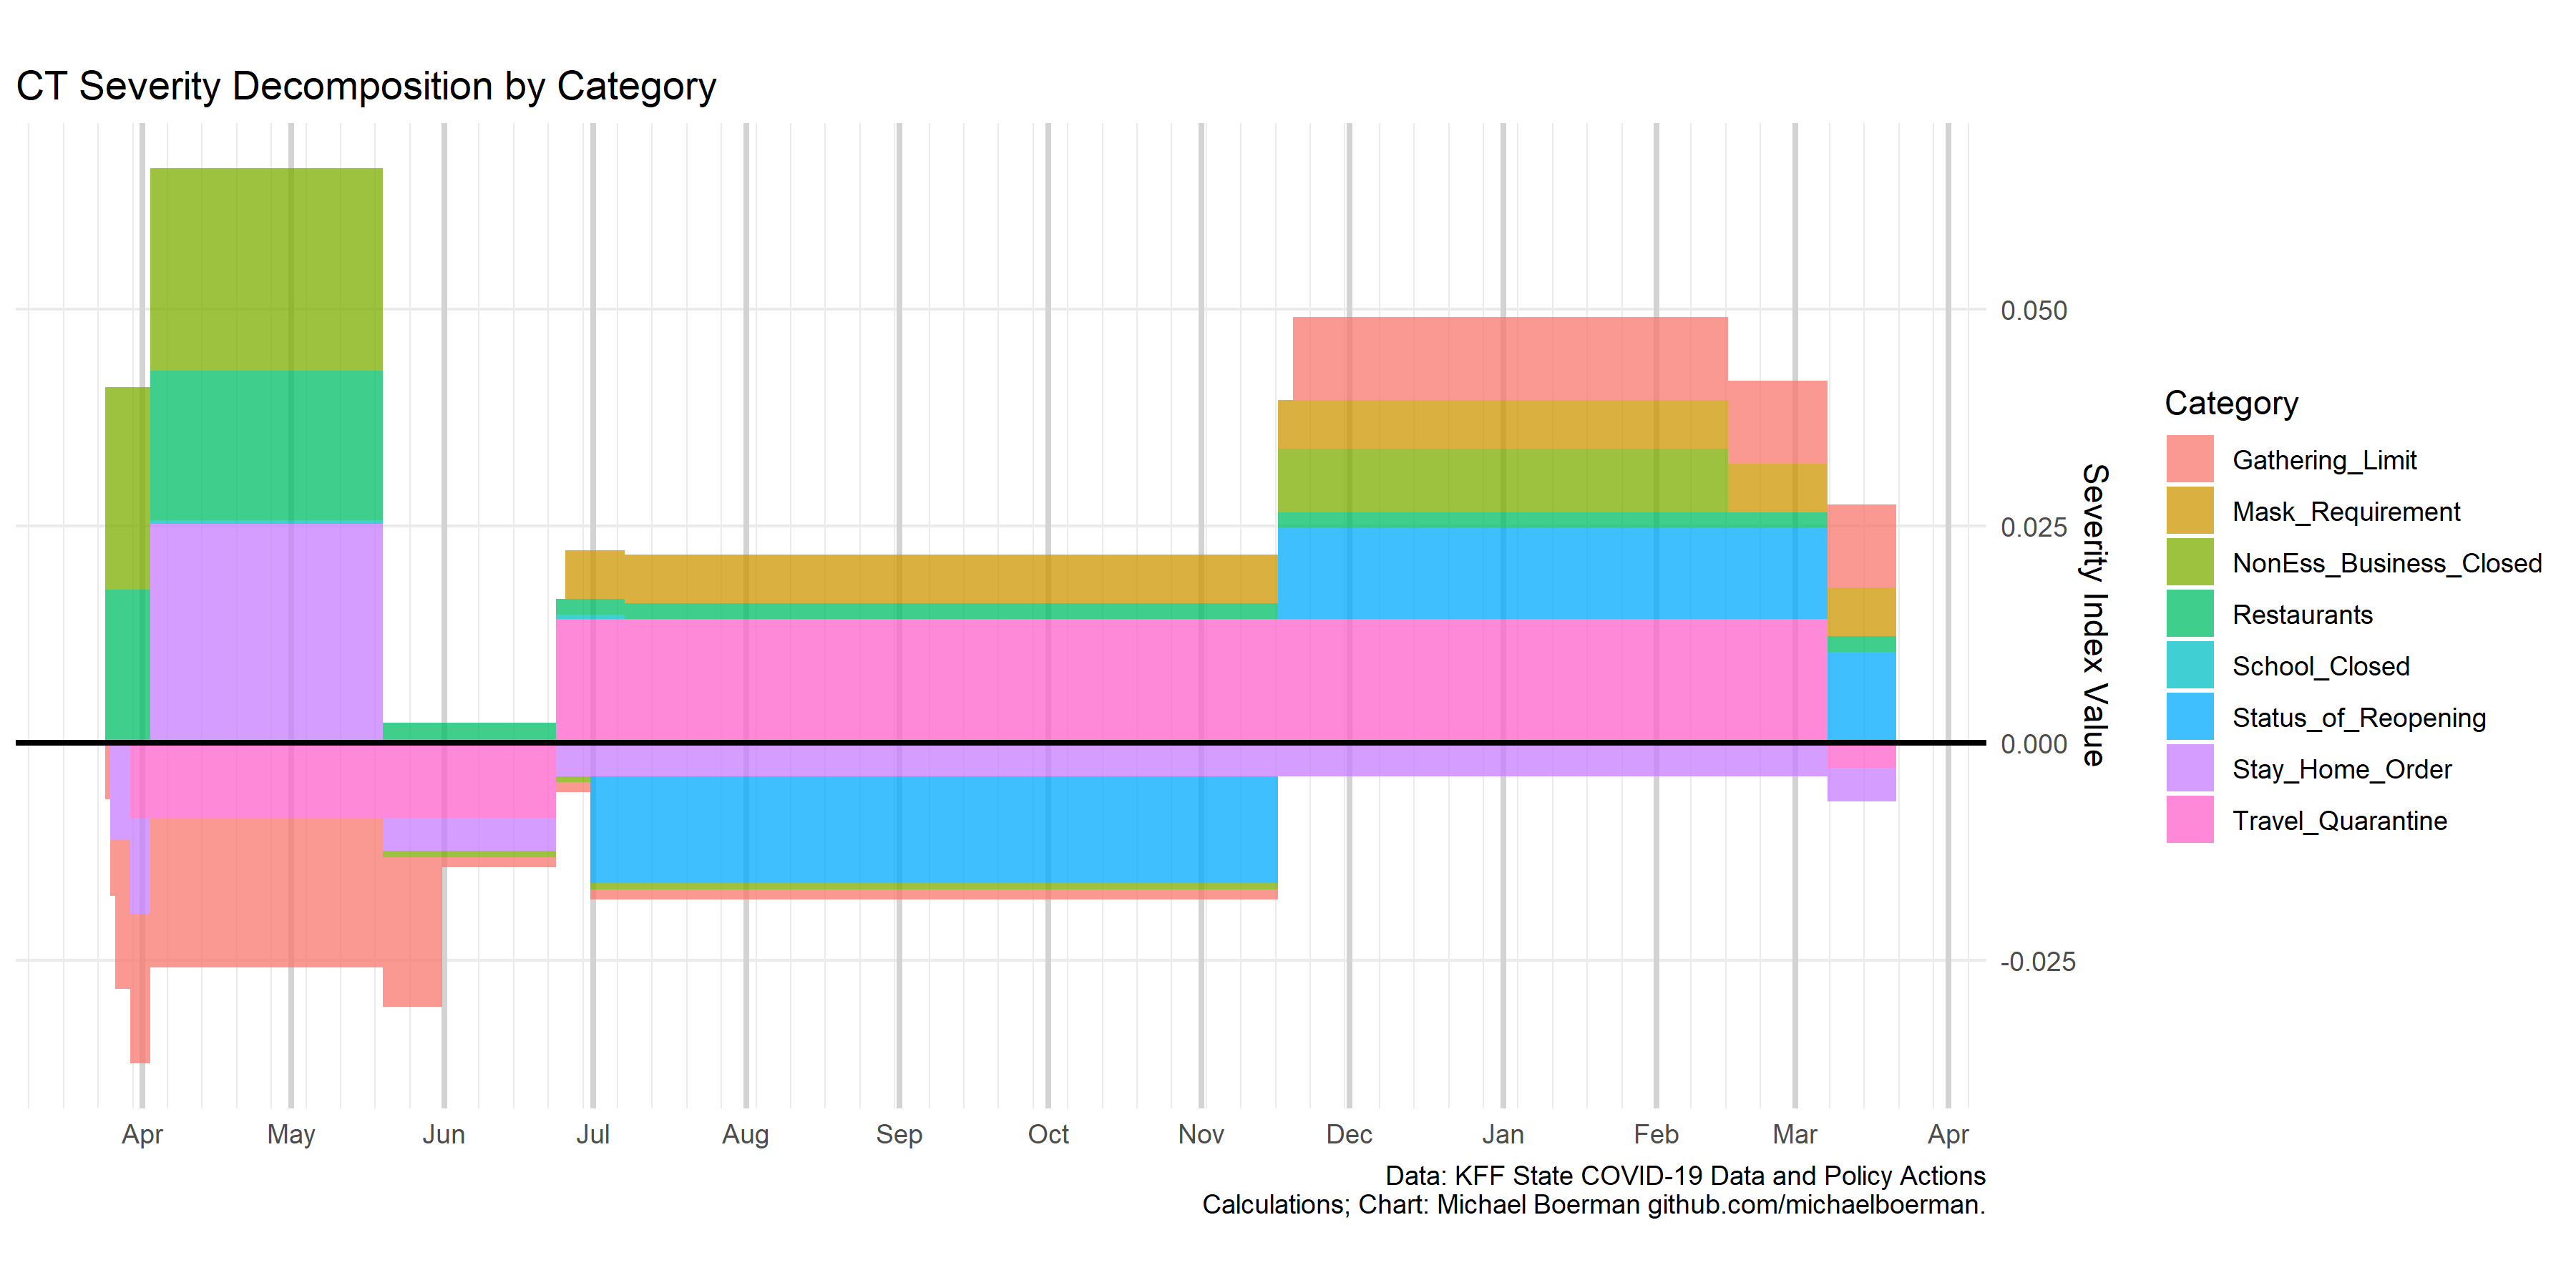 CT Severity Decomposition by Category
0.050
0.025
0.000
-0.025
Severity Index Value
Apr May Jun Jul Aug Sep Oct Nov Dec Jan Feb Mar Apr
Data: KFF State COVID-19 Data and Policy Actions
Calculations; Chart: Michael Boerman github.com/michaelboerman.
Category
Gathering_Limit
Mask_Requirement
NonEss_Business_Closed
Restaurants
School_Closed
Status_of_Reopening
Stay_Home_Order
Travel_Quarantine